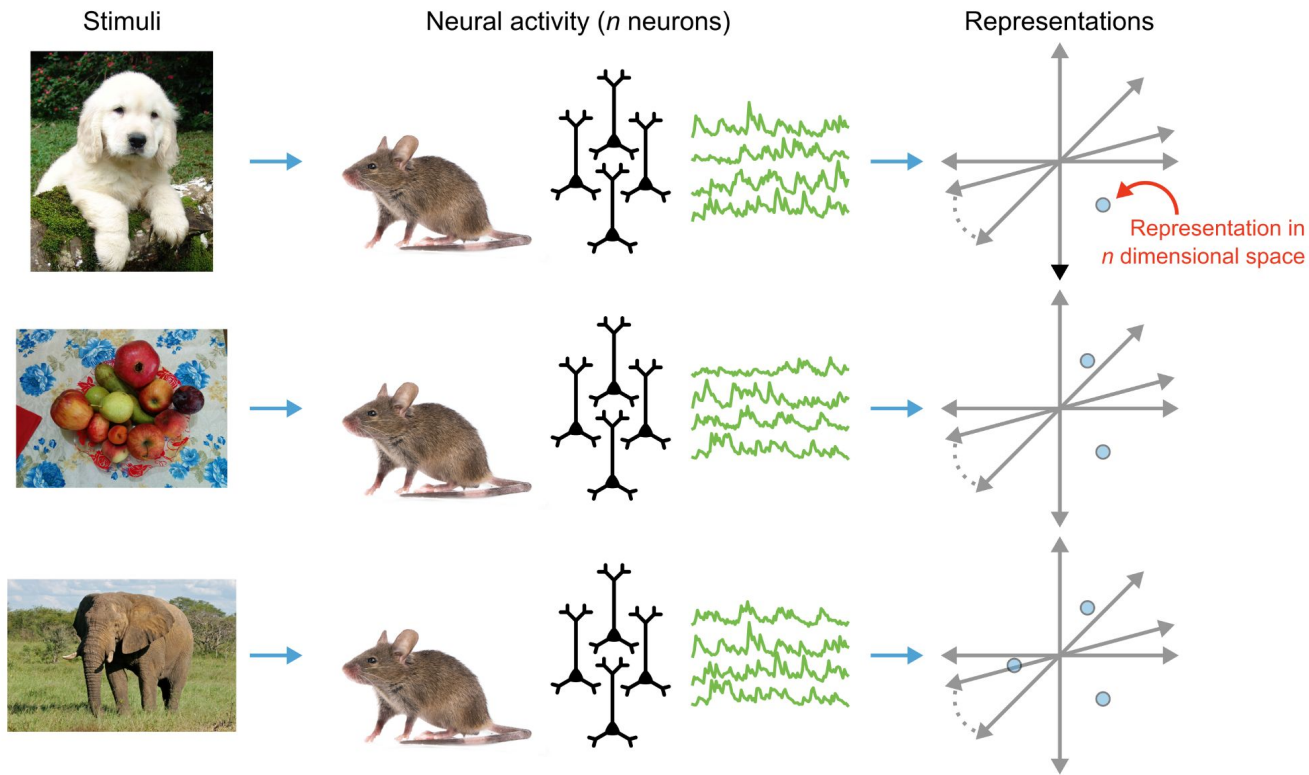 Stimuli
Neural activity (n neurons)
Representations
Representation in
n dimensional space